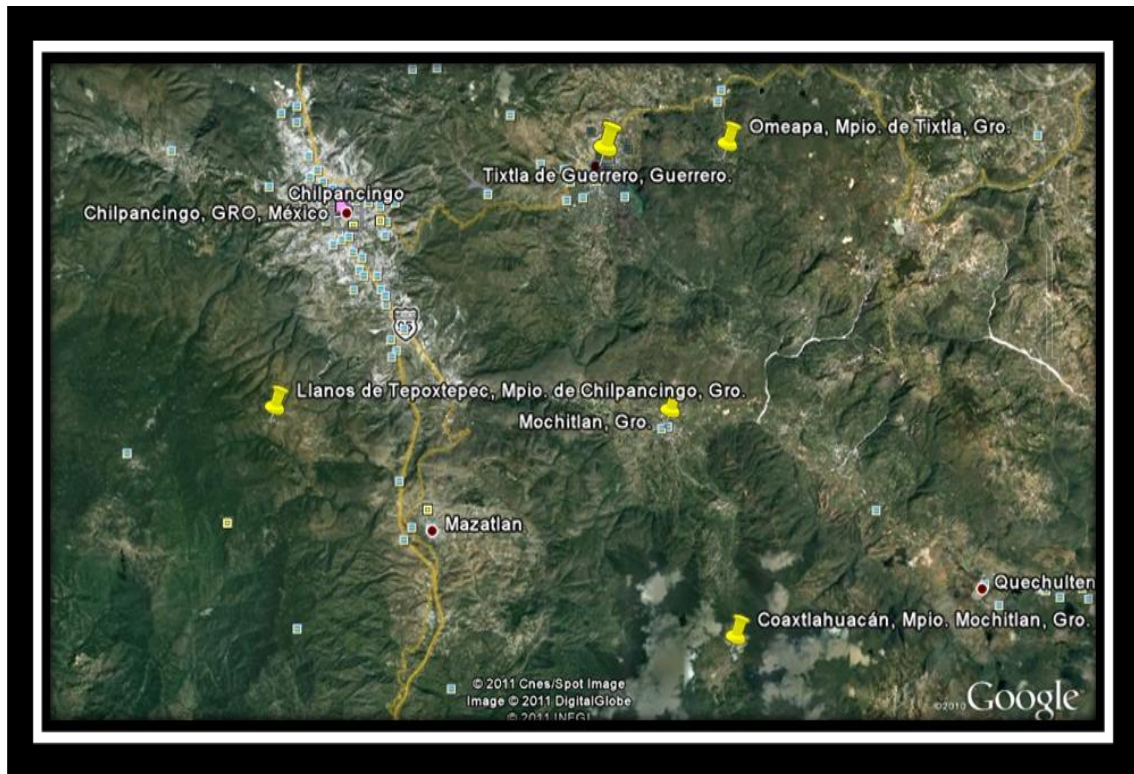 Omeapa, Mpio. de Tixtla, Gro.
Tixtla de Guerrero, Guerrero.
Chilpancingo
Chilpancingo, GRO, México
95
Llanos de Tepoxtepec, Mpio. de Chilpancingo, Gro.
Mochitlan, Gro.
Mazatlan
Quechulten
Coaxtlahuacán, Mpio. Mochitlan, Gro.
© 2011 Cnes/Spot Image
Image © 2011 DigitalGlobe
© 2011 INEGI
©2010 Google